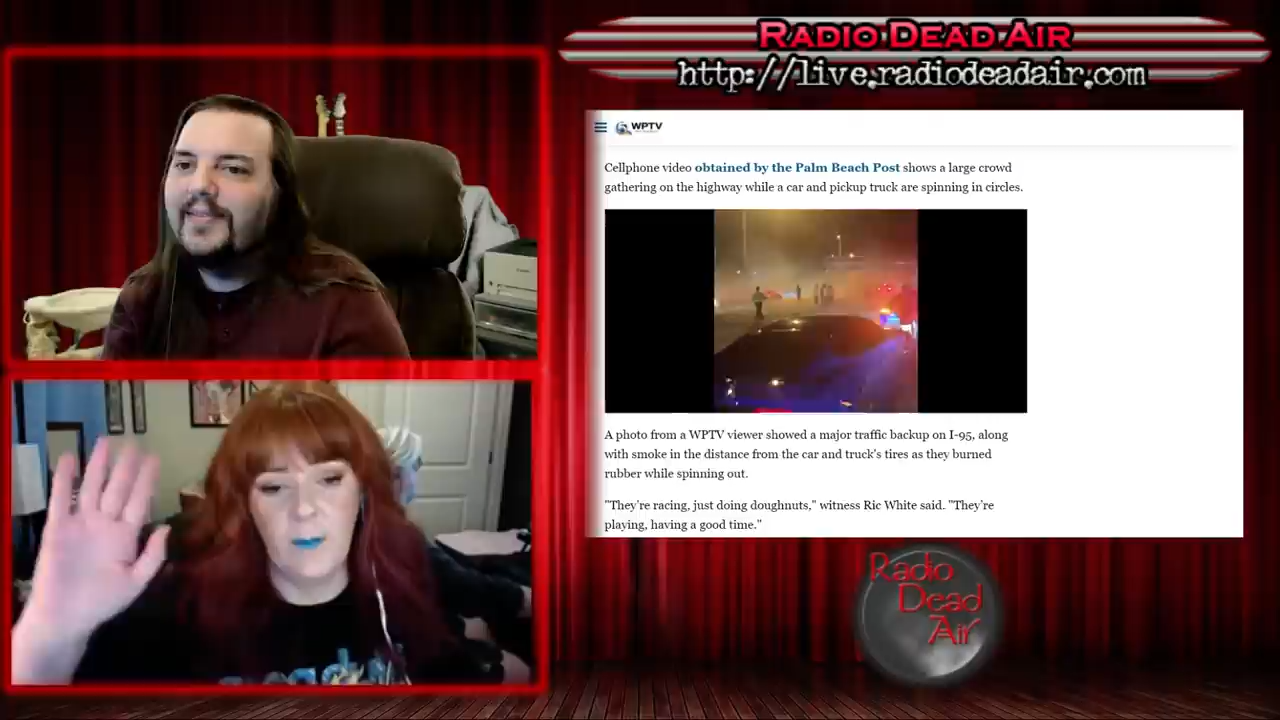 RADIO DEAD AIR
http://live.radiodeadair.com
WPTV
Cellphone video obtained by the Palm Beach Post shows a large crowd
gathering on the highway while a car and pickup truck are spinning in circles.
A photo from a WPTV viewer showed a major traffic backup on I-95, along
with smoke in the distance from the car and truck's tires as they burned
rubber while spinning out.
"They're racing, just doing doughnuts," witness Ric White said. "They're
playing, having a good time."
Radio
Dead
Air